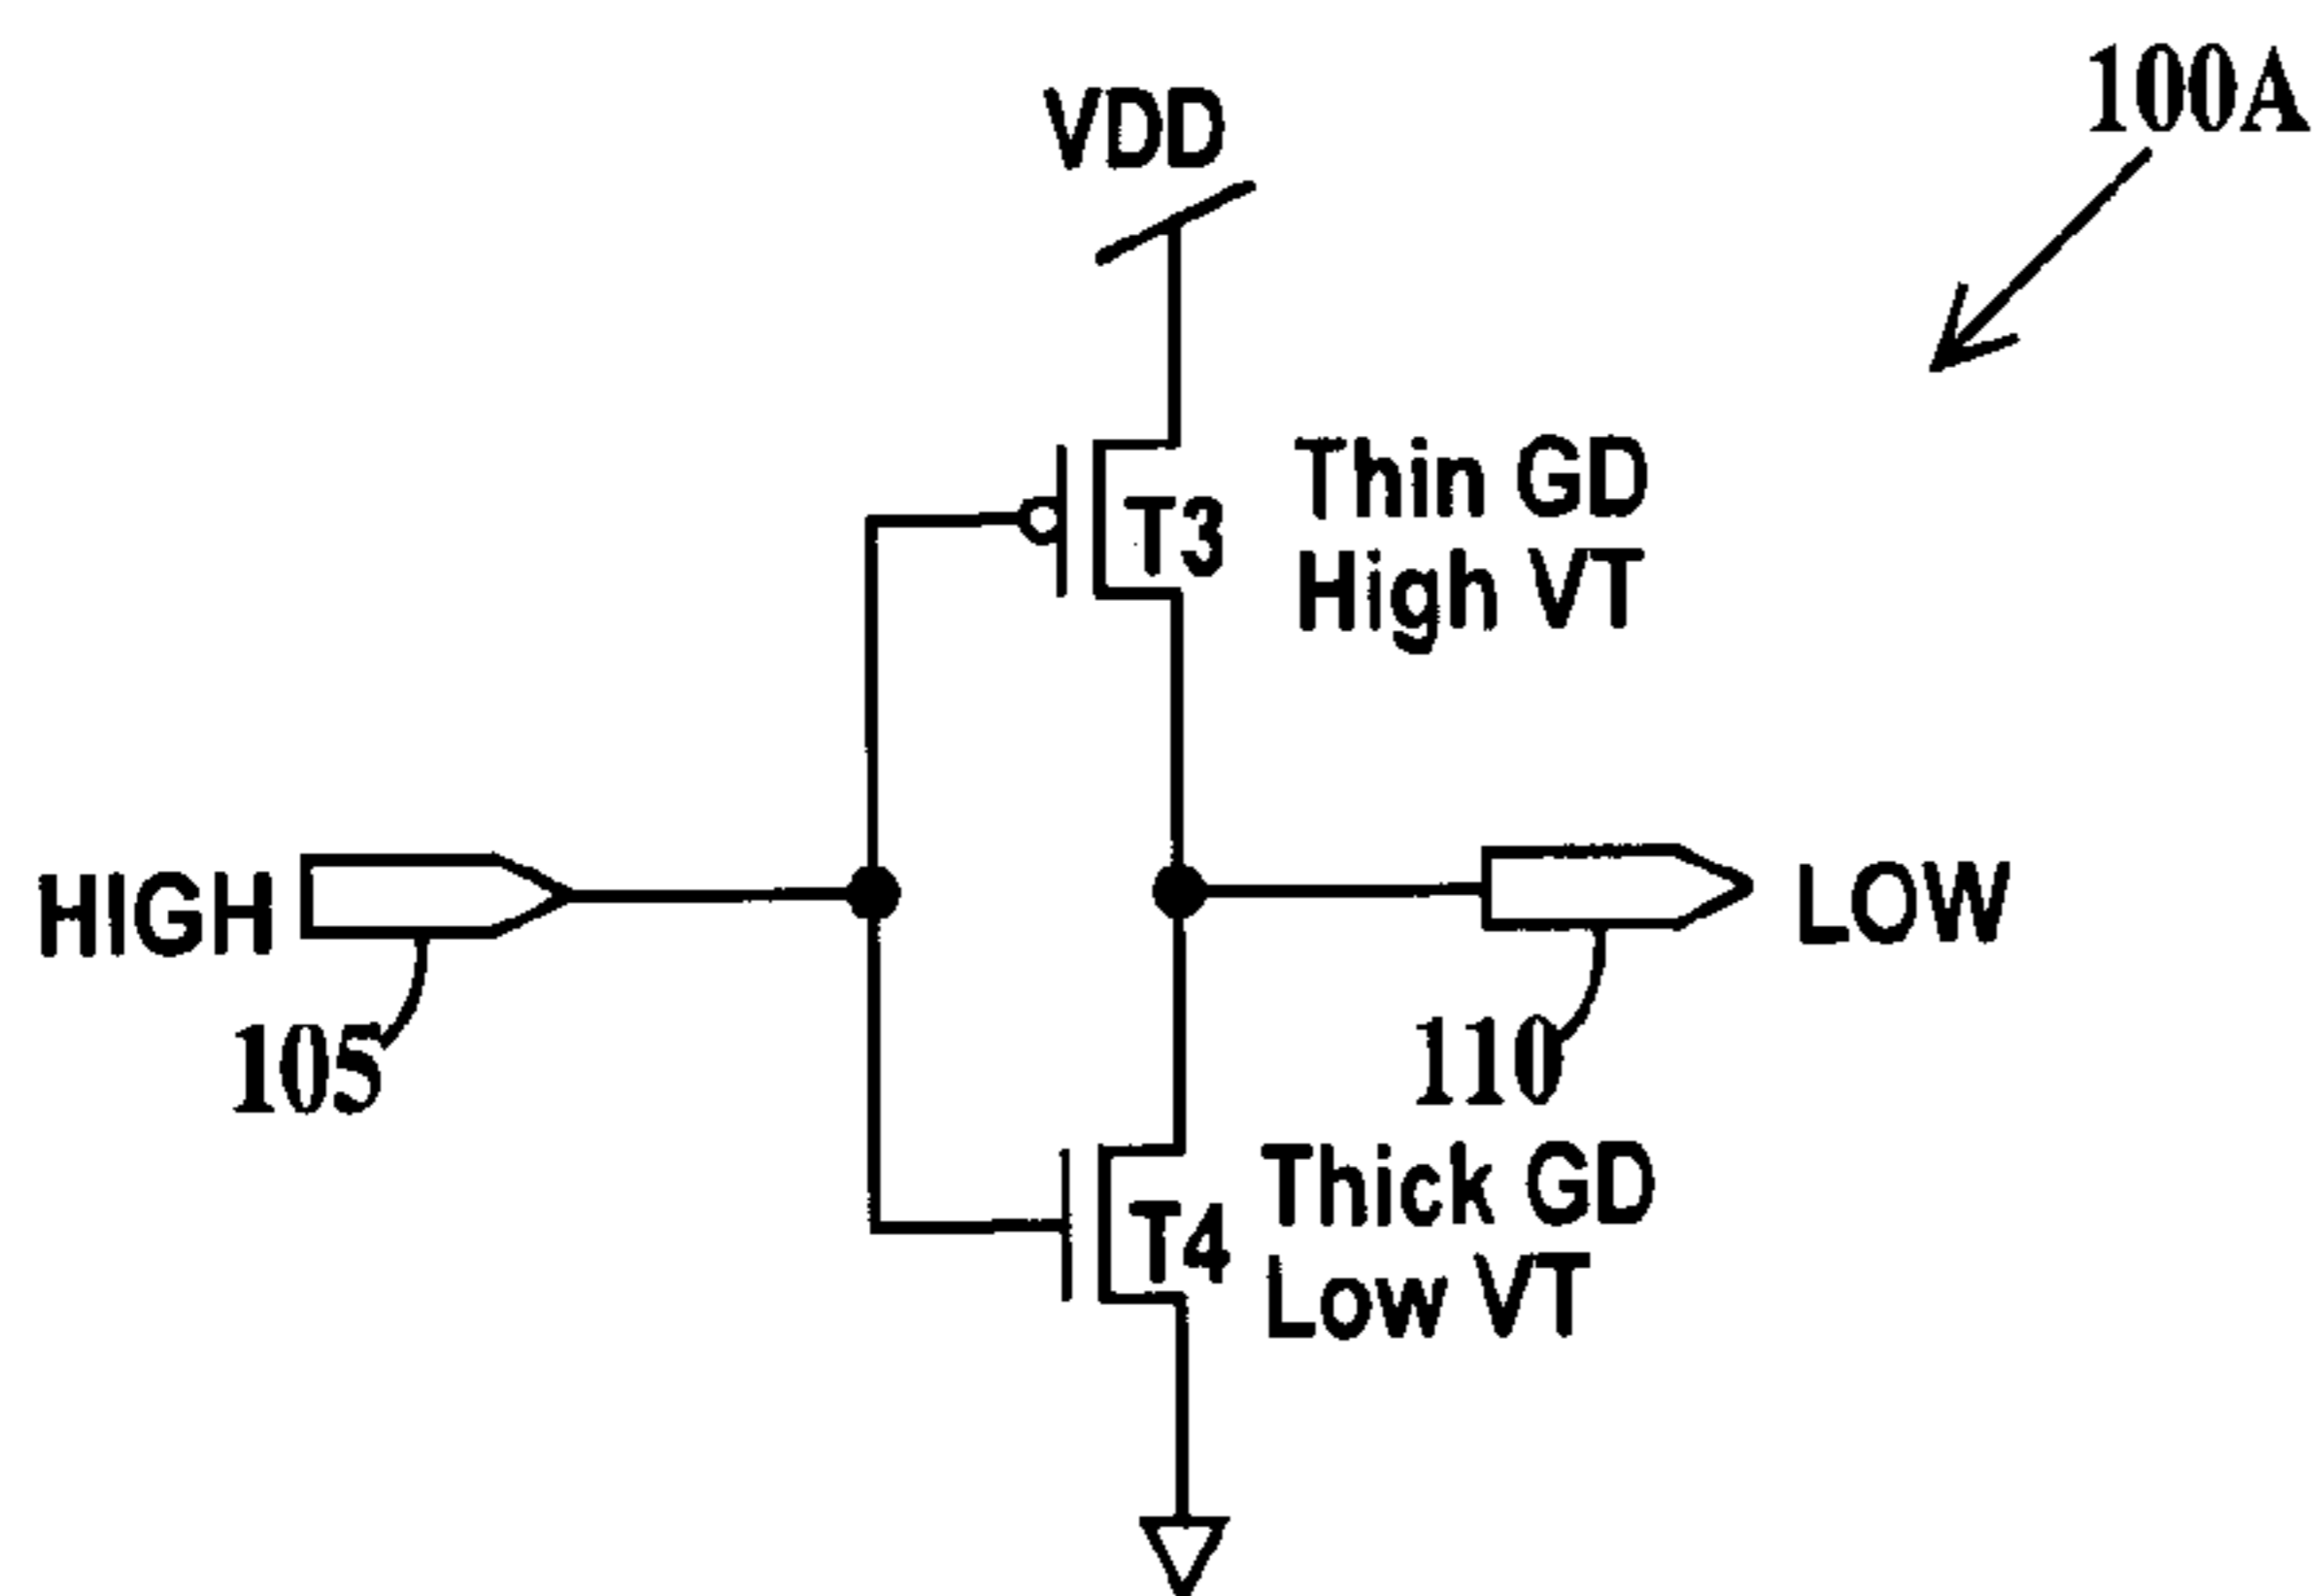 100A
VDD
T3
Thin GD
High VT
HIGH
LOW
105
110
T4
Thick GD
Low VT